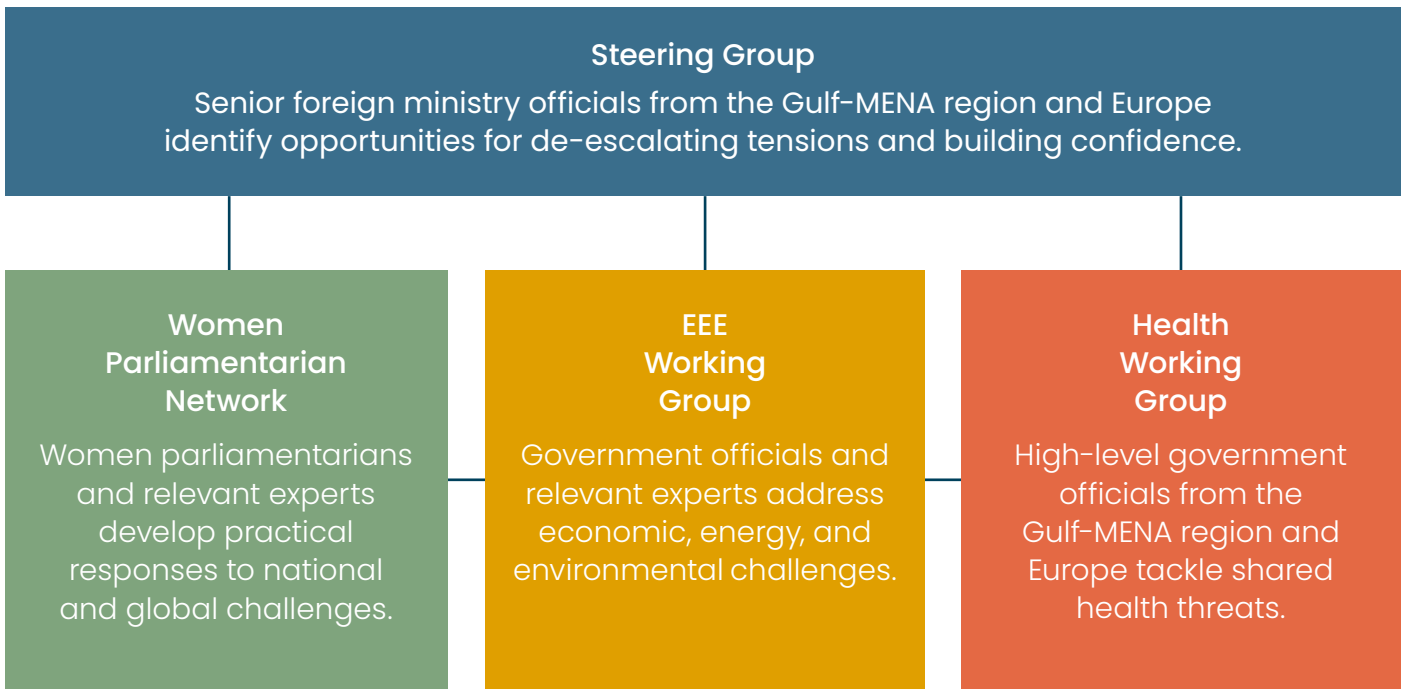 Steering Group
Senior foreign ministry officials from the Gulf-MENA region and Europe
identify opportunities for de-escalating tensions and building confidence.
Women
Parliamentarian
Network
Women parliamentarians
and relevant experts
develop practical
responses to national
and global challenges.
EEE
Working
Group
Government officials and
relevant experts address
economic, energy, and
environmental challenges.
Health
Working
Group
High-level government
officials from the
Gulf-MENA region and
Europe tackle shared
health threats.